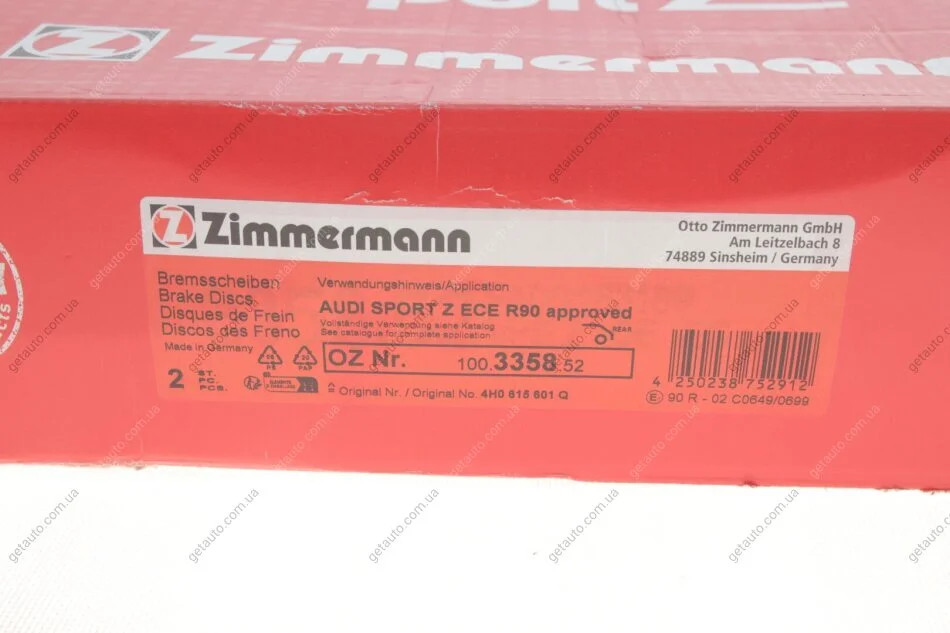 port Z
Zimmermann
Zimmermann
Otto Zimmermann GmbH
Am Leitzelbach 8
74889 Sinsheim / Germany
Bremsscheiben
Brake Discs
Disques de Frein
Discos des Freno
Made in Germany
2 ST.
PC.
PCS.
Verwendungshinweis/Application
AUDI SPORT Z ECE R90 approved
Vollständige Verwendung siehe Katalog
See catalogue for complete application
REAR
OZ Nr. 100.3358.52
≙ Original Nr. / Original No. 4H0 615 601 Q
4 250238 752912
E1 90 R - 02 C0649/0699
getauto.com.ua